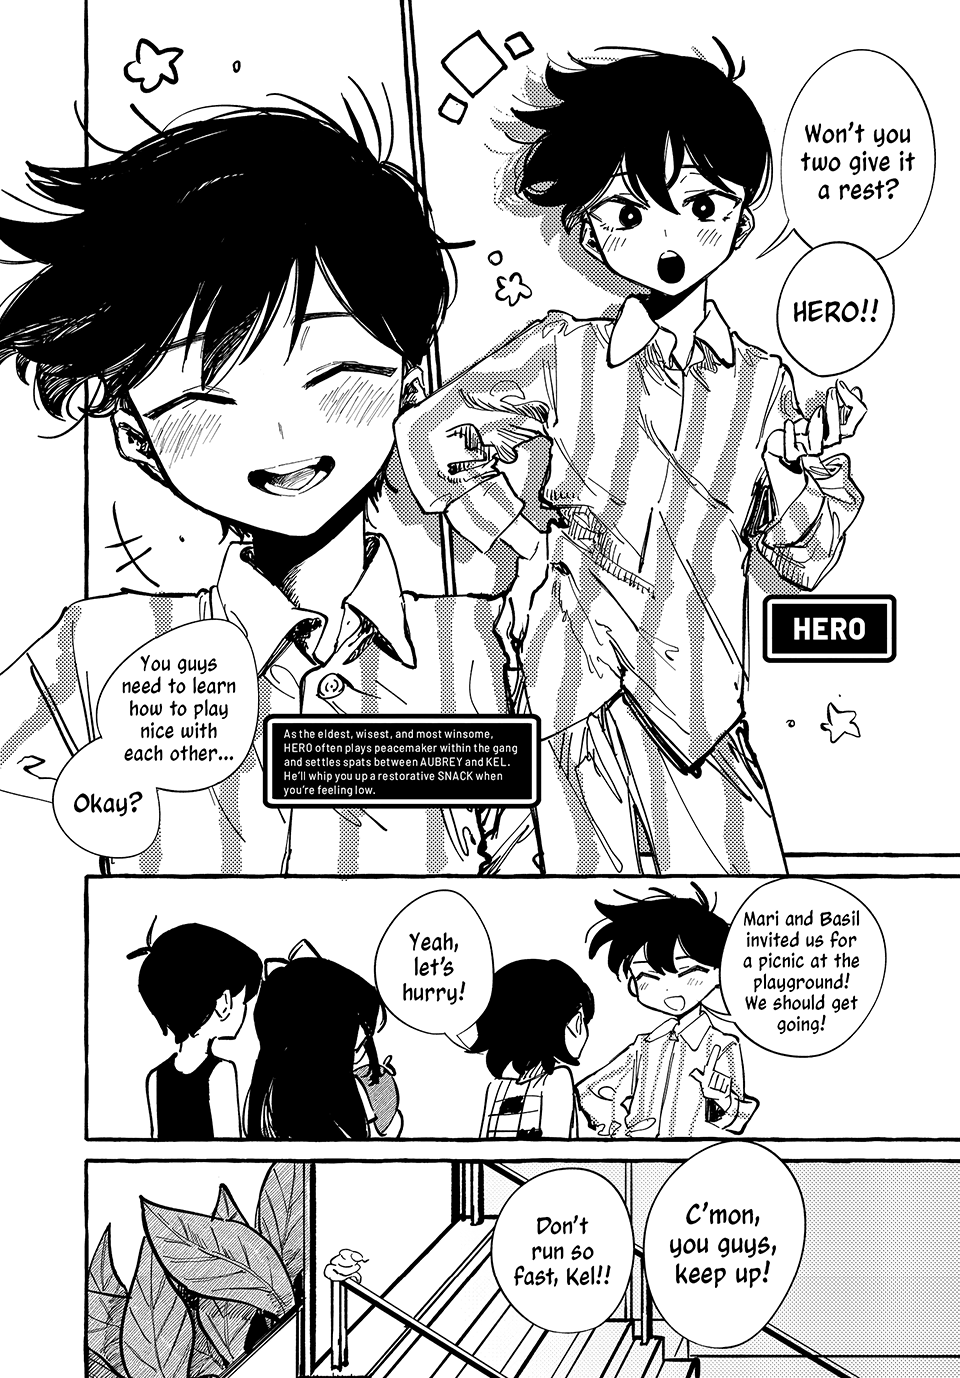 Won't you
two give it
a rest?
HERO!!
HERO
You guys
need to learn
how to play
nice with
each other...
Okay?
As the eldest, wisest, and most winsome,
HERO often plays peacemaker within the gang
and settles spats between AUBREY and KEL.
He'll whip you up a restorative SNACK when
you're feeling low.
Mari and Basil
invited us for
a picnic at the
playground!
We should get
going!
Yeah,
let's
hurry!
C'mon,
you guys,
keep up!
Don't
run so
fast, Kel!!